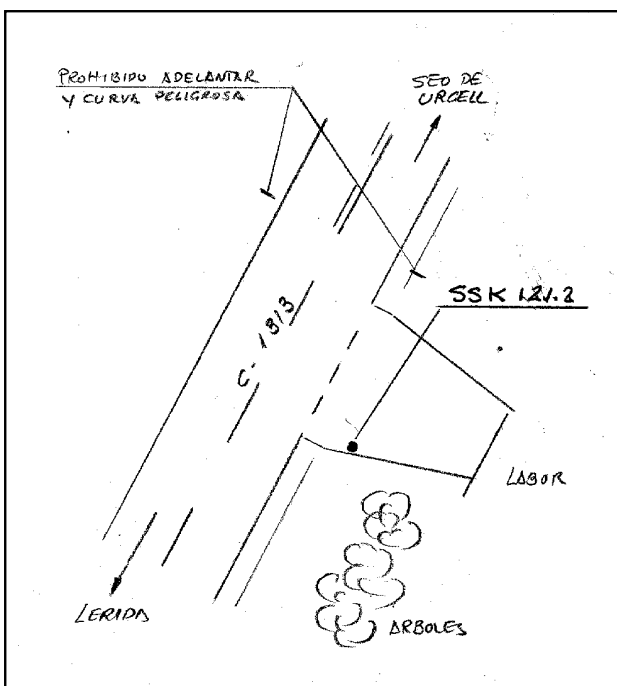 PROHIBIDO ADELANTAR
Y CURVA PELIGROSA
SEO DE
URGELL
SSK 121.2
C-1313
LABOR
LERIDA
ARBOLES